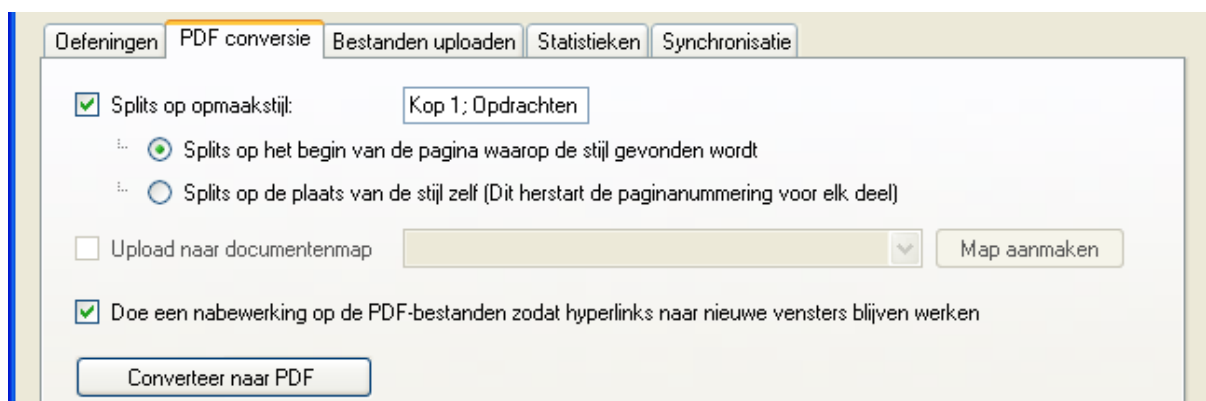 Oefeningen PDF conversie Bestanden uploaden Statistieken Synchronisatie
Splits op opmaakstijl: Kop 1; Opdrachten
Splits op het begin van de pagina waarop de stijl gevonden wordt
Splits op de plaats van de stijl zelf (Dit herstart de paginanummering voor elk deel)
Upload naar documentenmap Map aanmaken
Doe een nabewerking op de PDF-bestanden zodat hyperlinks naar nieuwe vensters blijven werken
Converteer naar PDF